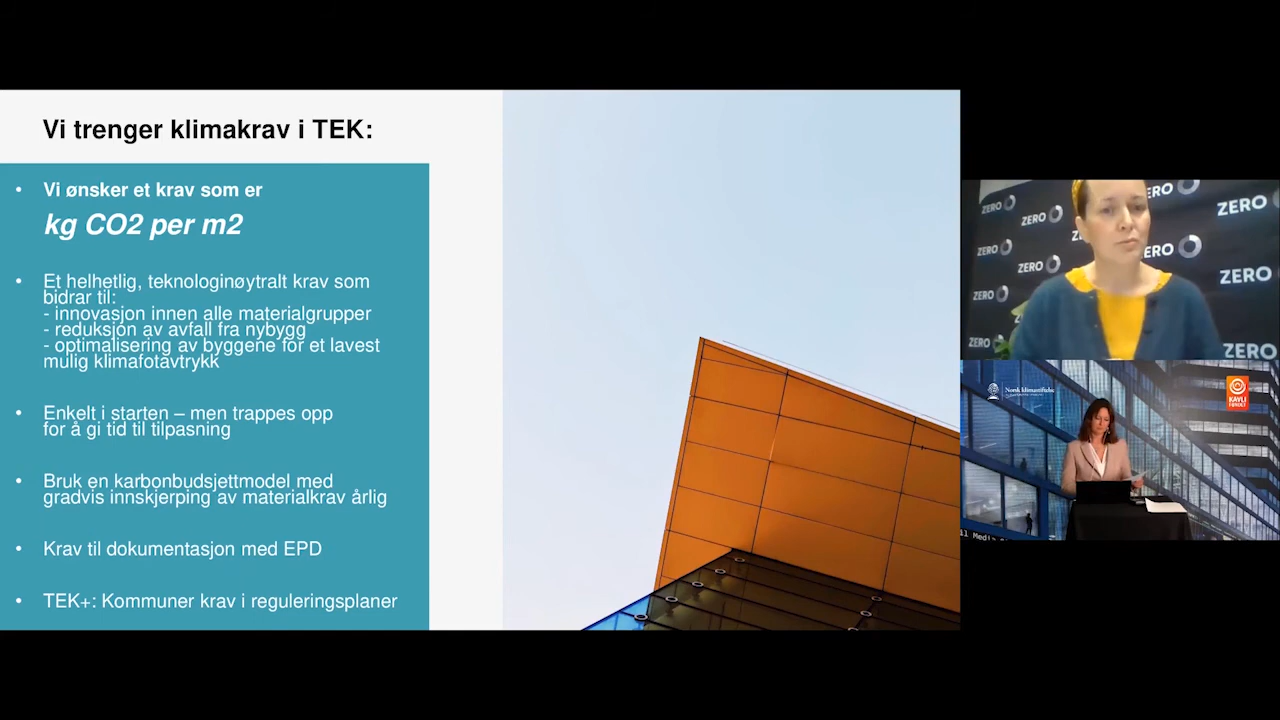 Vi trenger klimakrav i TEK:
• Vi ønsker et krav som er
kg CO2 per m2
• Et helhetlig, teknologinøytralt krav som
bidrar til:
- innovasjon innen alle materialgrupper
- reduksjon av avfall fra nybygg
- optimalisering av byggene for et lavest
mulig klimafotavtrykk
• Enkelt i starten – men trappes opp
for å gi tid til tilpasning
• Bruk en karbonbudsjettmodel med
gradvis innskjerping av materialkrav årlig
• Krav til dokumentasjon med EPD
• TEK+: Kommuner krav i reguleringsplaner
ZERO
ZERO
ZERO
ZERO
ZERO
ZERO
ZERO
ZERO
ZERO
ZERO
ZERO
Norsk klimastiftelse
KAVLI
FONDET